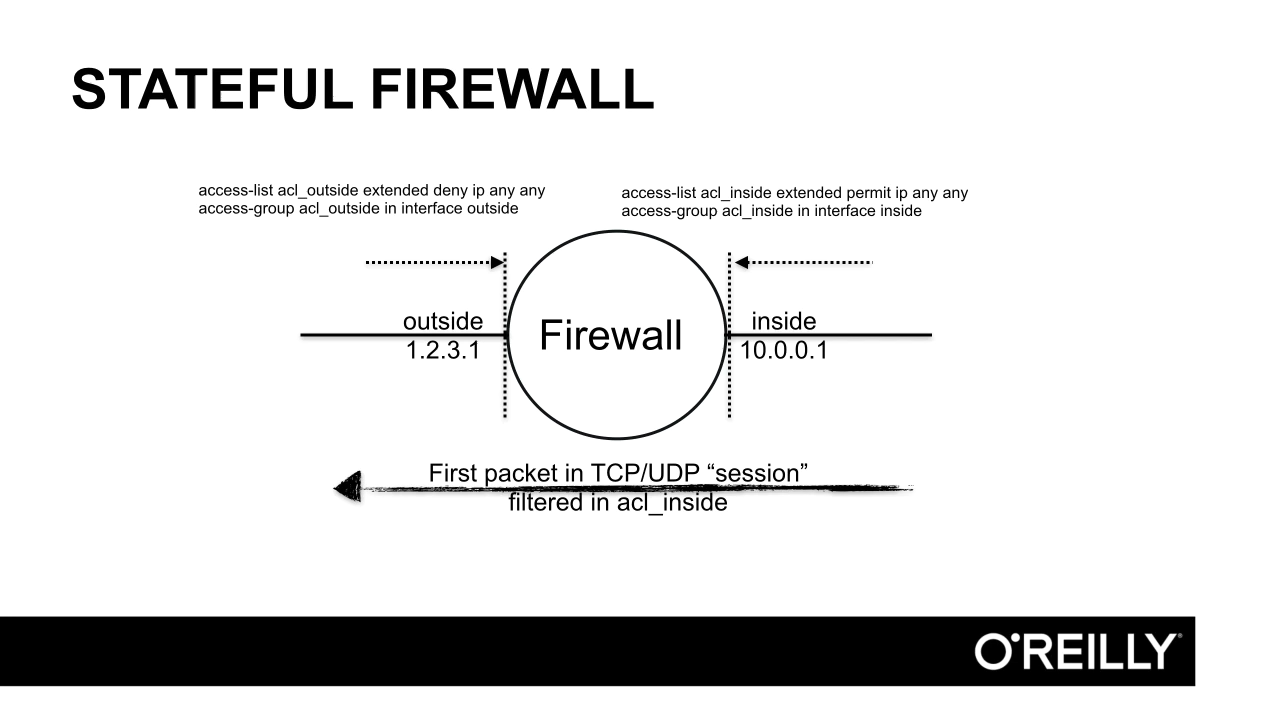 STATEFUL FIREWALL
access-list acl_outside extended deny ip any any
access-group acl_outside in interface outside
access-list acl_inside extended permit ip any any
access-group acl_inside in interface inside
outside
1.2.3.1
Firewall
inside
10.0.0.1
First packet in TCP/UDP “session”
filtered in acl_inside
O'REILLY®